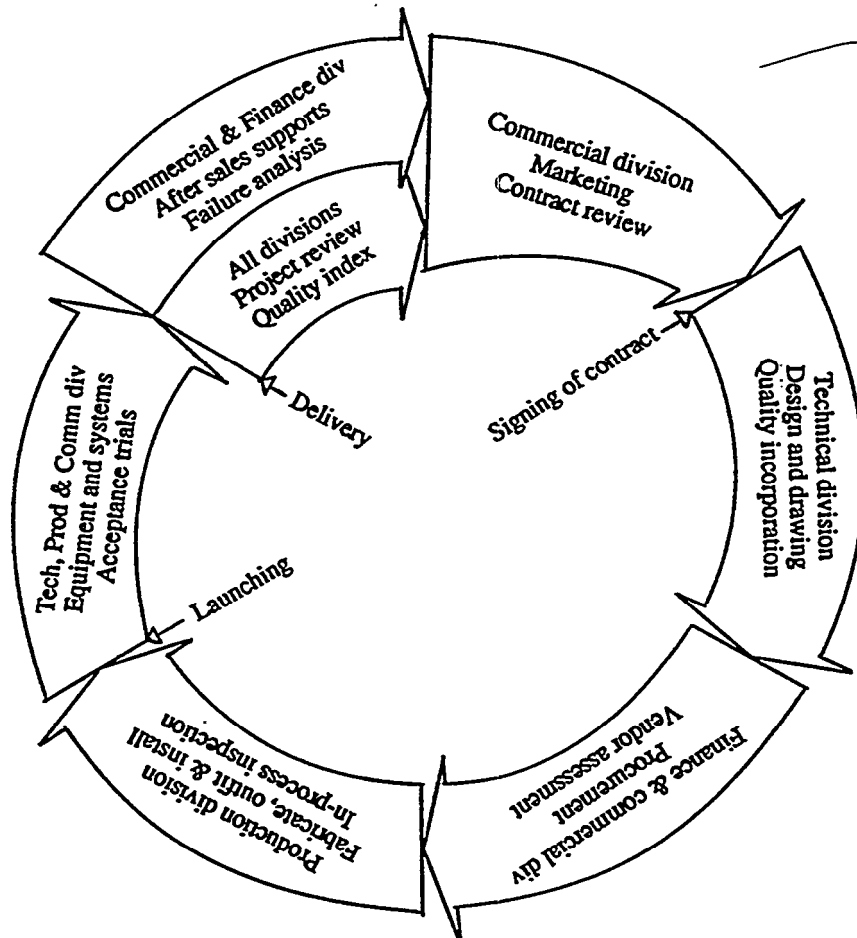 Commercial & Finance div
After sales supports
Failure analysis
All divisions
Project review
Quality index
Commercial division
Marketing
Contract review
Signing of contract
Technical division
Design and drawing
Quality incorporation
Finance & commercial div
Procurement
Vendor assessment
Production division
Fabricate, outfit & install
In-process inspection
Launching
Tech, Prod & Comm div
Equipment and systems
Acceptance trials
Delivery